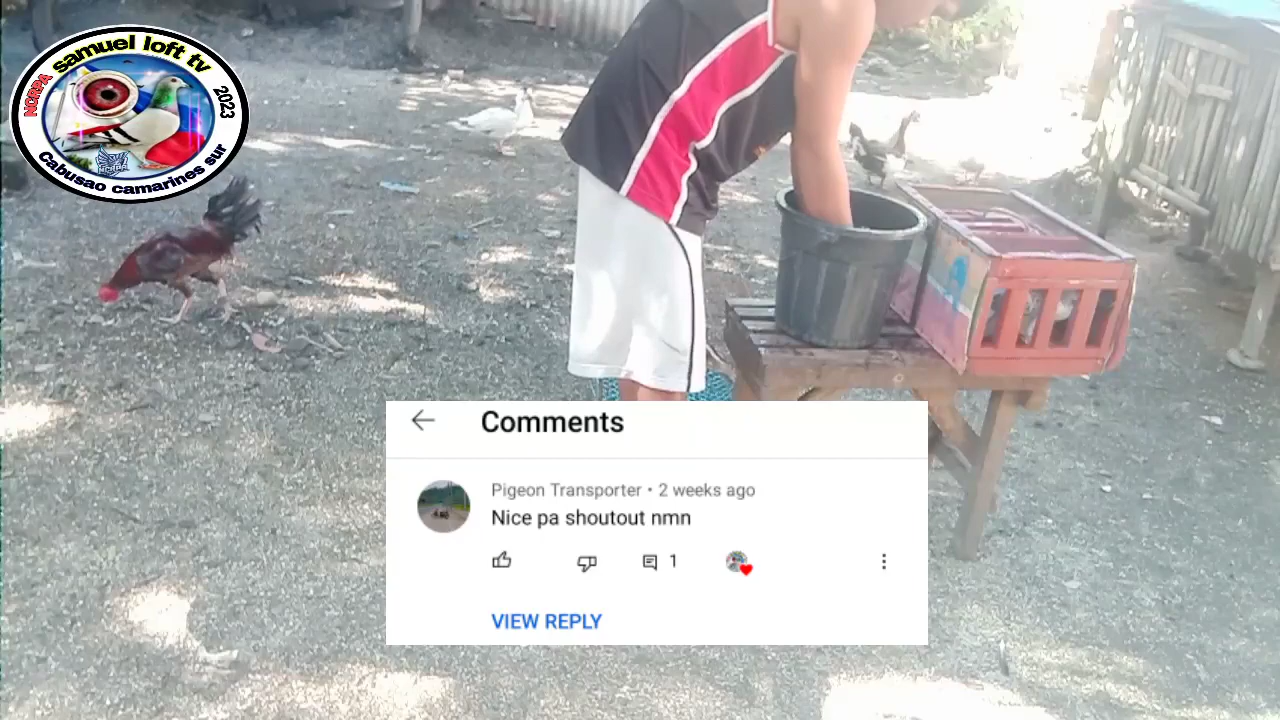 samuel loft tv
NCRPA
2023
Cabusao camarines sur
Comments
Pigeon Transporter • 2 weeks ago
Nice pa shoutout nmn
1
VIEW REPLY